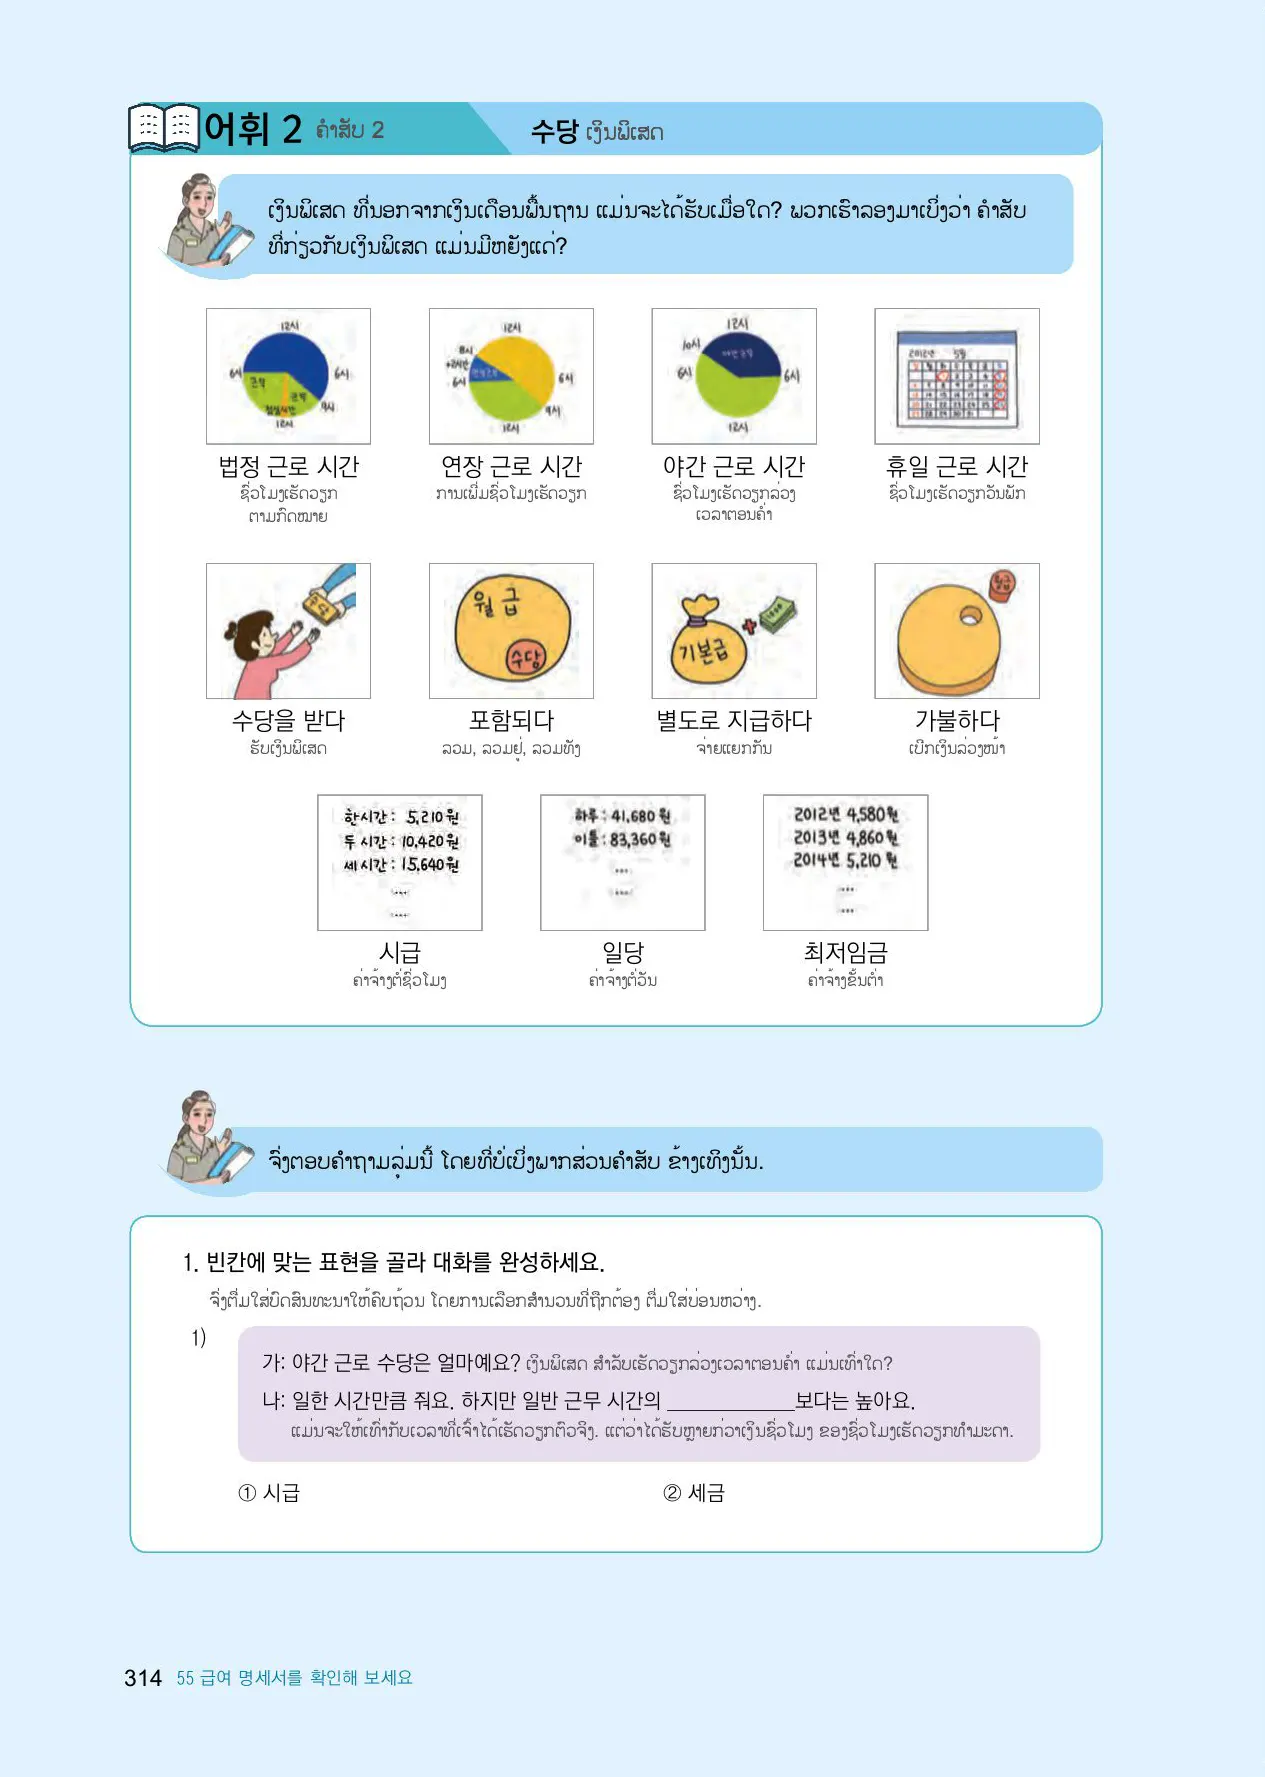 어휘 2 ຄຳສັບ 2
수당 ເງິນພິເສດ
ເງິນພິເສດ ທີ່ນອກຈາກເງິນເດືອນພື້ນຖານ ແມ່ນຈະໄດ້ຮັບເມື່ອໃດ? ພວກເຮົາລອງມາເບິ່ງວ່າ ຄຳສັບ
ທີ່ກ່ຽວກັບເງິນພິເສດ ແມ່ນມີຫຍັງແດ່?
12시
6시 6시
근무 근무
점심시간 9시
12시
12시
8시
+2시간
6시 연장근로 6시
9시
12시
12시
10시 야간근무
6시 6시
12시
2012년 5월
법정 근로 시간 연장 근로 시간 야간 근로 시간 휴일 근로 시간
ຊົ່ວໂມງເຮັດວຽກ ການເພີ່ມຊົ່ວໂມງເຮັດວຽກ ຊົ່ວໂມງເຮັດວຽກລ່ວງ ຊົ່ວໂມງເຮັດວຽກວັນພັກ
ຕາມກົດໝາຍ ເວລາຕອນຄ່ຳ
수당
월급
수당
기본급
월급
수당을 받다 포함되다 별도로 지급하다 가불하다
ຮັບເງິນພິເສດ ລວມ, ລວມຢູ່, ລວມທັງ ຈ່າຍແຍກກັນ ເບີກເງິນລ່ວງໜ້າ
한시간 : 5,210원
두 시간 : 10,420원
세 시간 : 15,640원
....
....
하루 : 41,680원
이틀 : 83,360원
...
...
2012년 4,580원
2013년 4,860원
2014년 5,210원
...
...
시급 일당 최저임금
ຄ່າຈ້າງຕໍ່ຊົ່ວໂມງ ຄ່າຈ້າງຕໍ່ວັນ ຄ່າຈ້າງຂັ້ນຕ່ຳ
ຈົ່ງຕອບຄຳຖາມລຸ່ມນີ້ ໂດຍທີ່ບໍ່ເບິ່ງພາກສ່ວນຄຳສັບ ຂ້າງເທິງນັ້ນ.
1. 빈칸에 맞는 표현을 골라 대화를 완성하세요.
ຈົ່ງຕື່ມໃສ່ບົດສົນທະນາໃຫ້ຄົບຖ້ວນ ໂດຍການເລືອກສຳນວນທີ່ຖືກຕ້ອງ ຕື່ມໃສ່ບ່ອນຫວ່າງ.
1)
가: 야간 근로 수당은 얼마예요? ເງິນພິເສດ ສຳລັບເຮັດວຽກລ່ວງເວລາຕອນຄ່ຳ ແມ່ນເທົ່າໃດ?
나: 일한 시간만큼 줘요. 하지만 일반 근무 시간의 ____________보다는 높아요.
ແມ່ນຈະໃຫ້ເທົ່າກັບເວລາທີ່ເຈົ້າໄດ້ເຮັດວຽກຕົວຈິງ. ແຕ່ວ່າໄດ້ຮັບຫຼາຍກ່ວາເງິນຊົ່ວໂມງ ຂອງຊົ່ວໂມງເຮັດວຽກທຳມະດາ.
① 시급 ② 세금
314 55 급여 명세서를 확인해 보세요